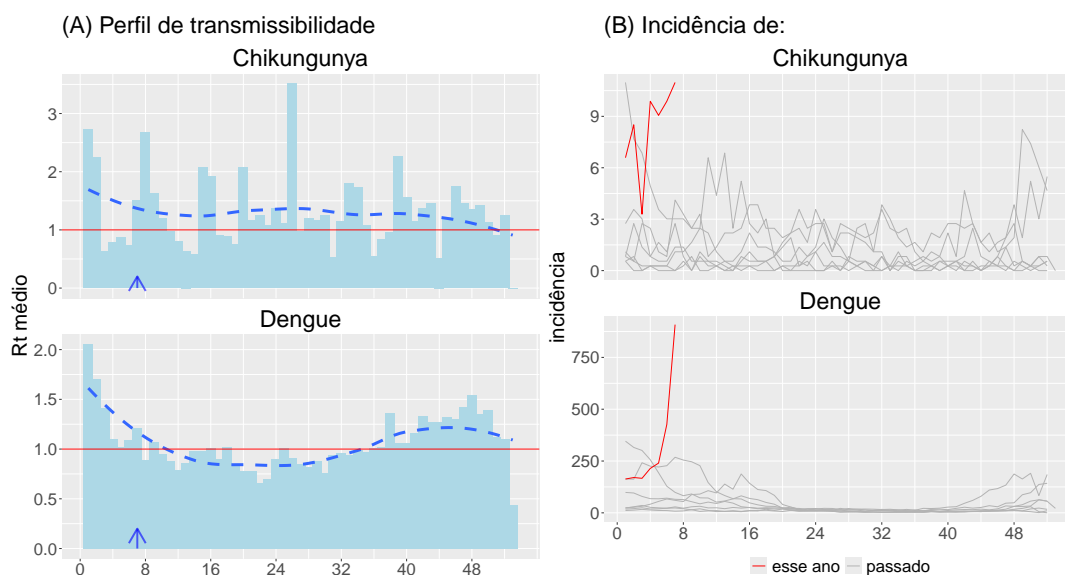 (A) Perfil de transmissibilidade
Chikungunya
3
2
1
0
Dengue
2.0
1.5
1.0
0.5
0.0
0 8 16 24 32 40 48
Rt médio
(B) Incidência de:
Chikungunya
9
6
3
0
Dengue
750
500
250
0
0 8 16 24 32 40 48
incidência
esse ano passado